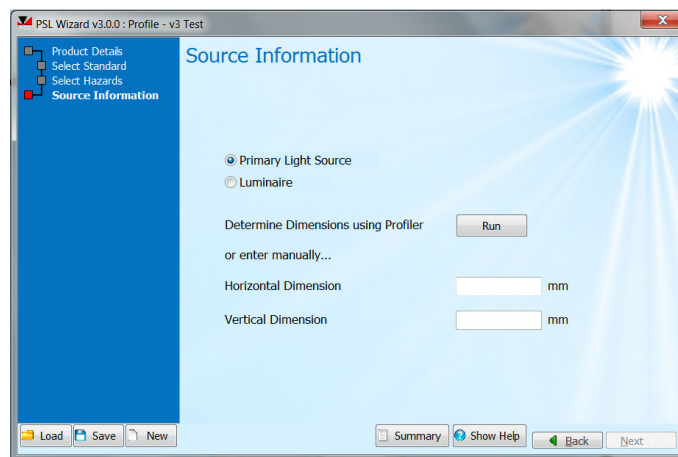 PSL Wizard v3.0.0 : Profile - v3 Test
Product Details
Select Standard
Select Hazards
Source Information
Source Information
Primary Light Source
Luminaire
Determine Dimensions using Profiler
Run
or enter manually...
Horizontal Dimension
mm
Vertical Dimension
mm
Load
Save
New
Summary
Show Help
Back
Next